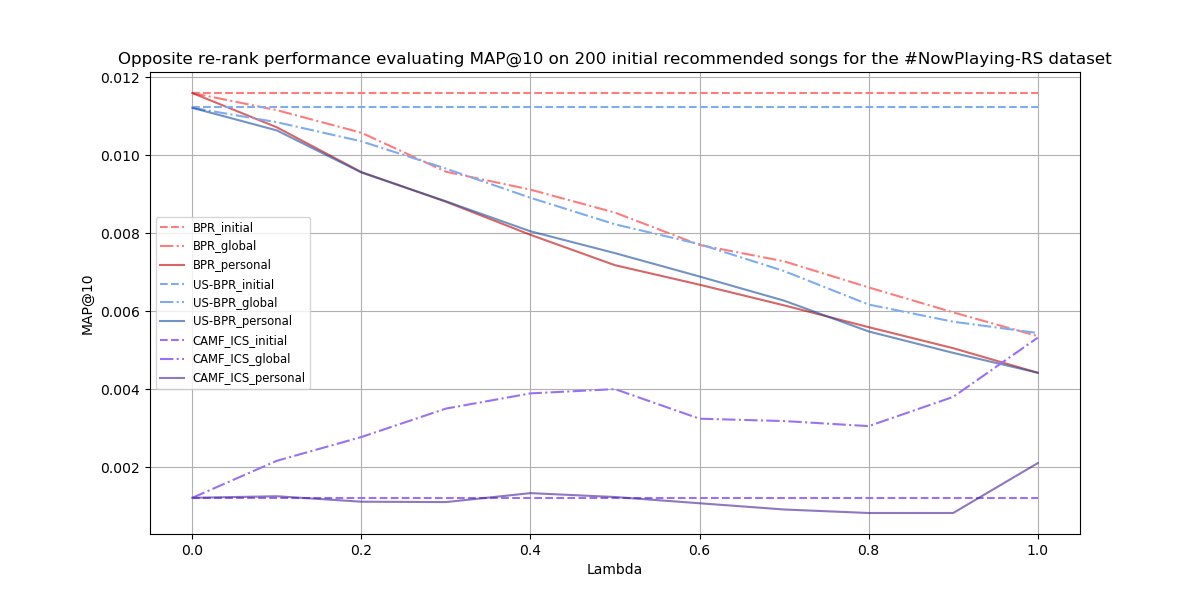 Opposite re-rank performance evaluating MAP@10 on 200 initial recommended songs for the #NowPlaying-RS dataset
0.012
0.010
0.008
0.006
0.004
0.002
MAP@10
BPR_initial
BPR_global
BPR_personal
US-BPR_initial
US-BPR_global
US-BPR_personal
CAMF_ICS_initial
CAMF_ICS_global
CAMF_ICS_personal
0.0 0.2 0.4 0.6 0.8 1.0
Lambda